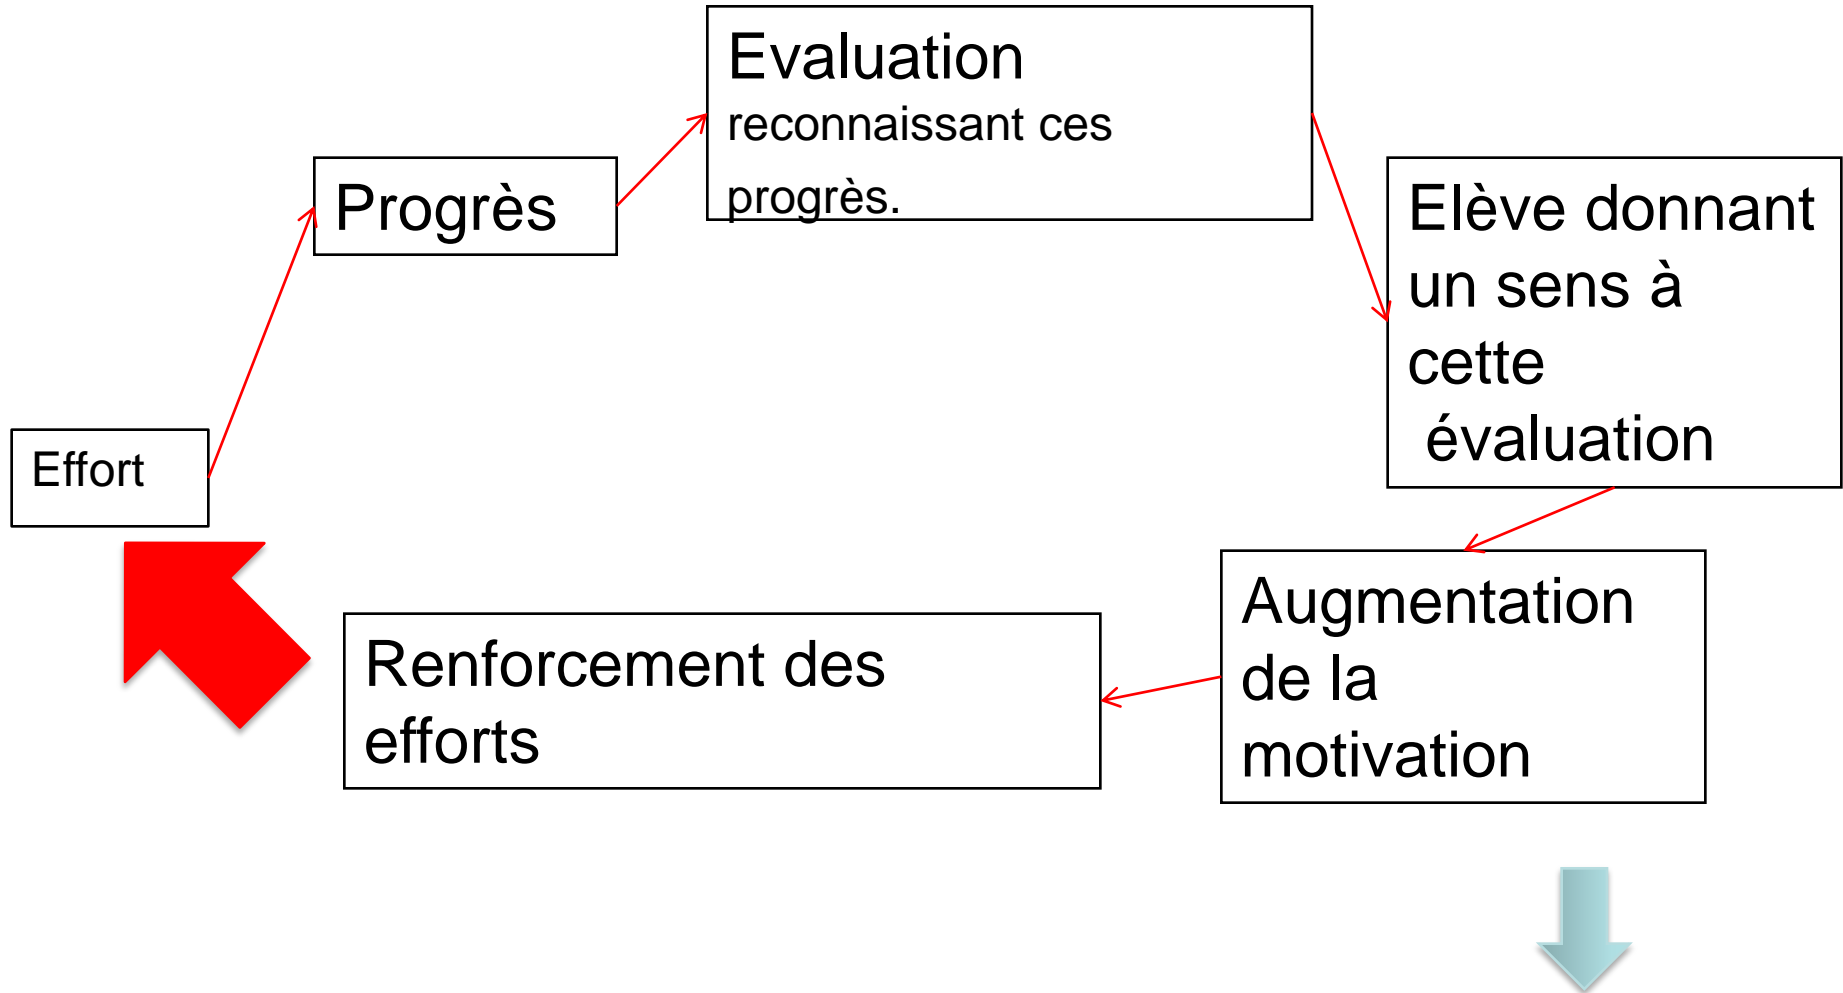 Evaluation
reconnaissant ces
progrès.
Progrès
Elève donnant
un sens à
cette
évaluation
Effort
Augmentation
de la
motivation
Renforcement des
efforts